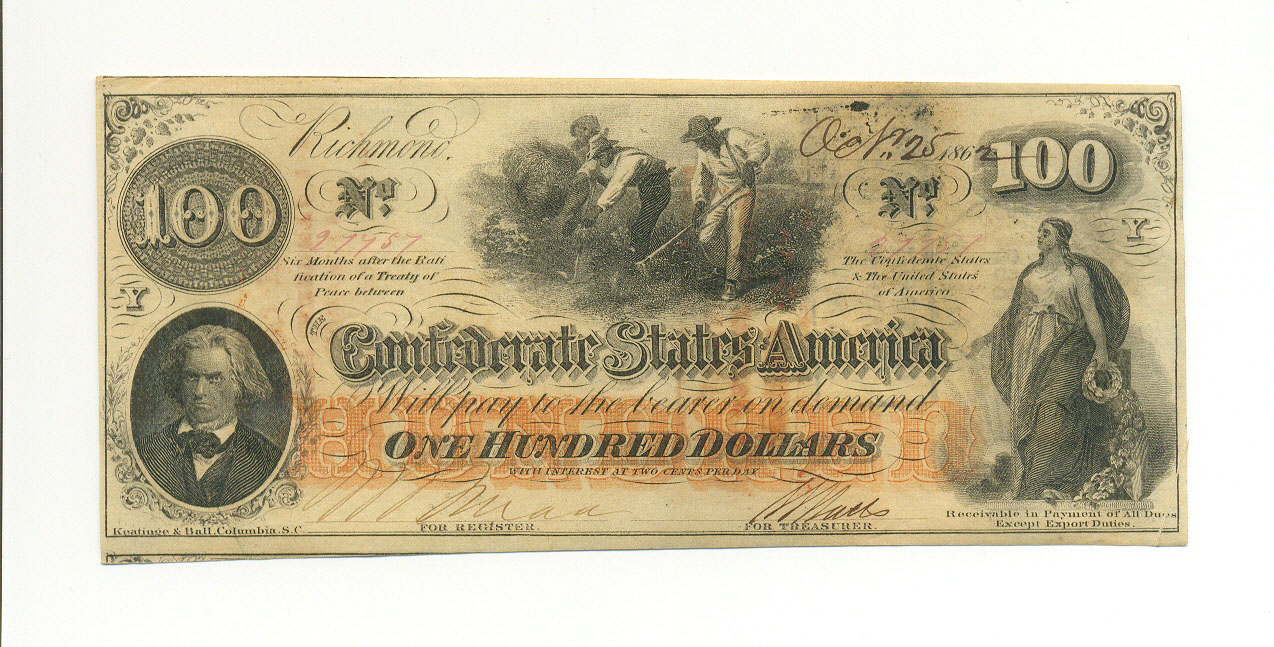 Richmond.
Oct. 25 1862
100
100
No.
No.
Y
Six Months after the Rati
fication of a Treaty of
Peace between
The Confederate States
& The United States
of America
Y
THE
Confederate States America
Will pay to the bearer on demand
HUNDRED
ONE HUNDRED DOLLARS
WITH INTEREST AT TWO CENTS PER DAY
FOR REGISTER.
FOR TREASURER.
Receivable in Payment of All Dues
Except Export Duties.
Keatinge & Ball, Columbia, S.C.